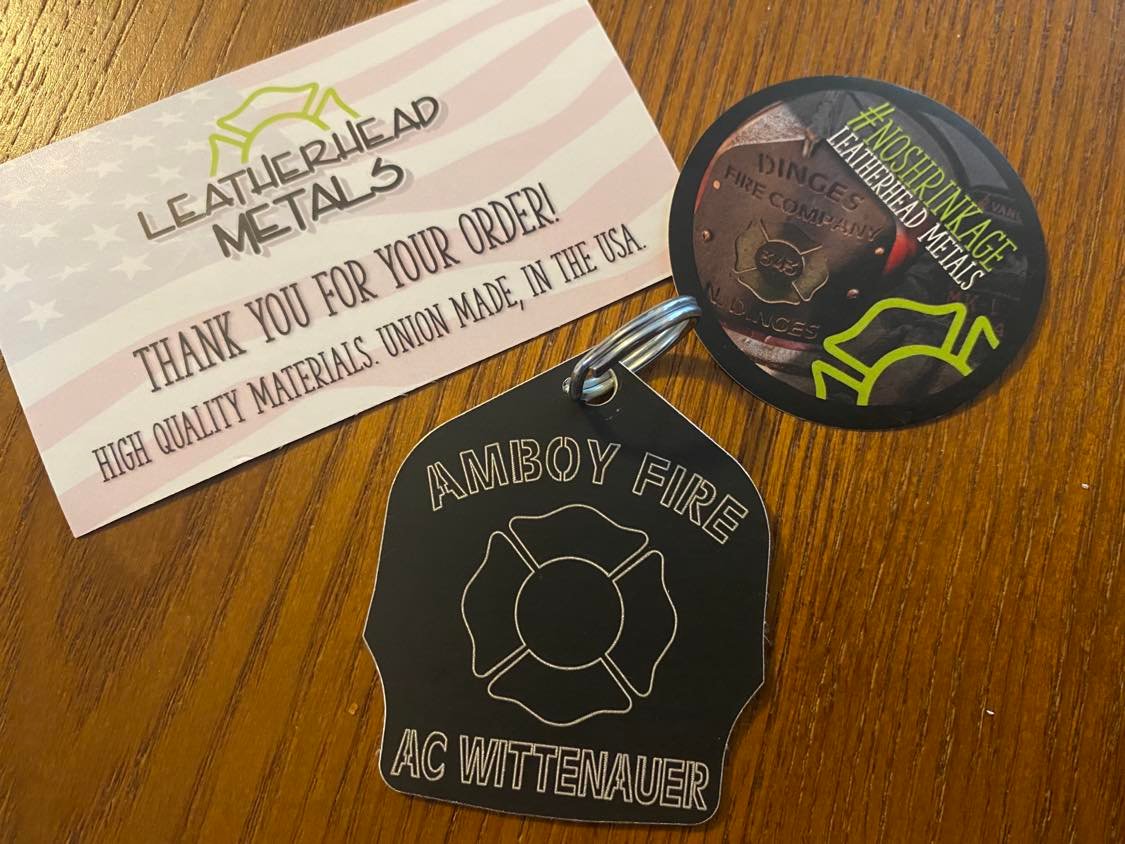 LEATHERHEAD
METALS
THANK YOU FOR YOUR ORDER!
HIGH QUALITY MATERIALS. UNION MADE, IN THE USA.
#NOSHRINKAGE
LEATHERHEAD METALS
DINGES
FIRE COMPANY
343
N. DINGES
AMBOY FIRE
AC WITTENAUER